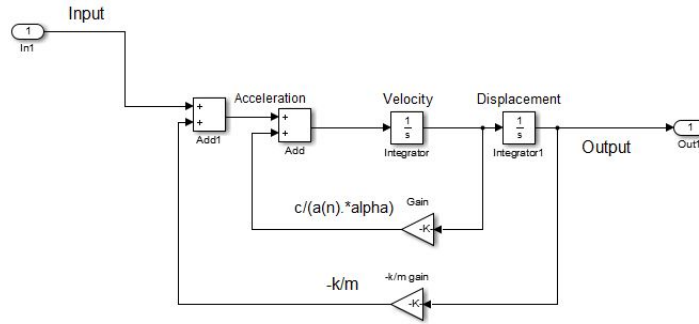 Input
1
In1
+
+
Add1
Acceleration
+
+
Add
Velocity
1
s
Integrator
Displacement
1
s
Integrator1
Output
1
Out1
c/(a(n).*alpha)
Gain
-K-
-k/m
-k/m gain
-K-